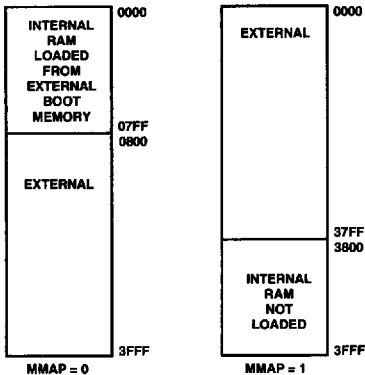 0000
INTERNAL
RAM
LOADED
FROM
EXTERNAL
BOOT
MEMORY
07FF
0800
EXTERNAL
3FFF
MMAP = 0
0000
EXTERNAL
37FF
3800
INTERNAL
RAM
NOT
LOADED
3FFF
MMAP = 1